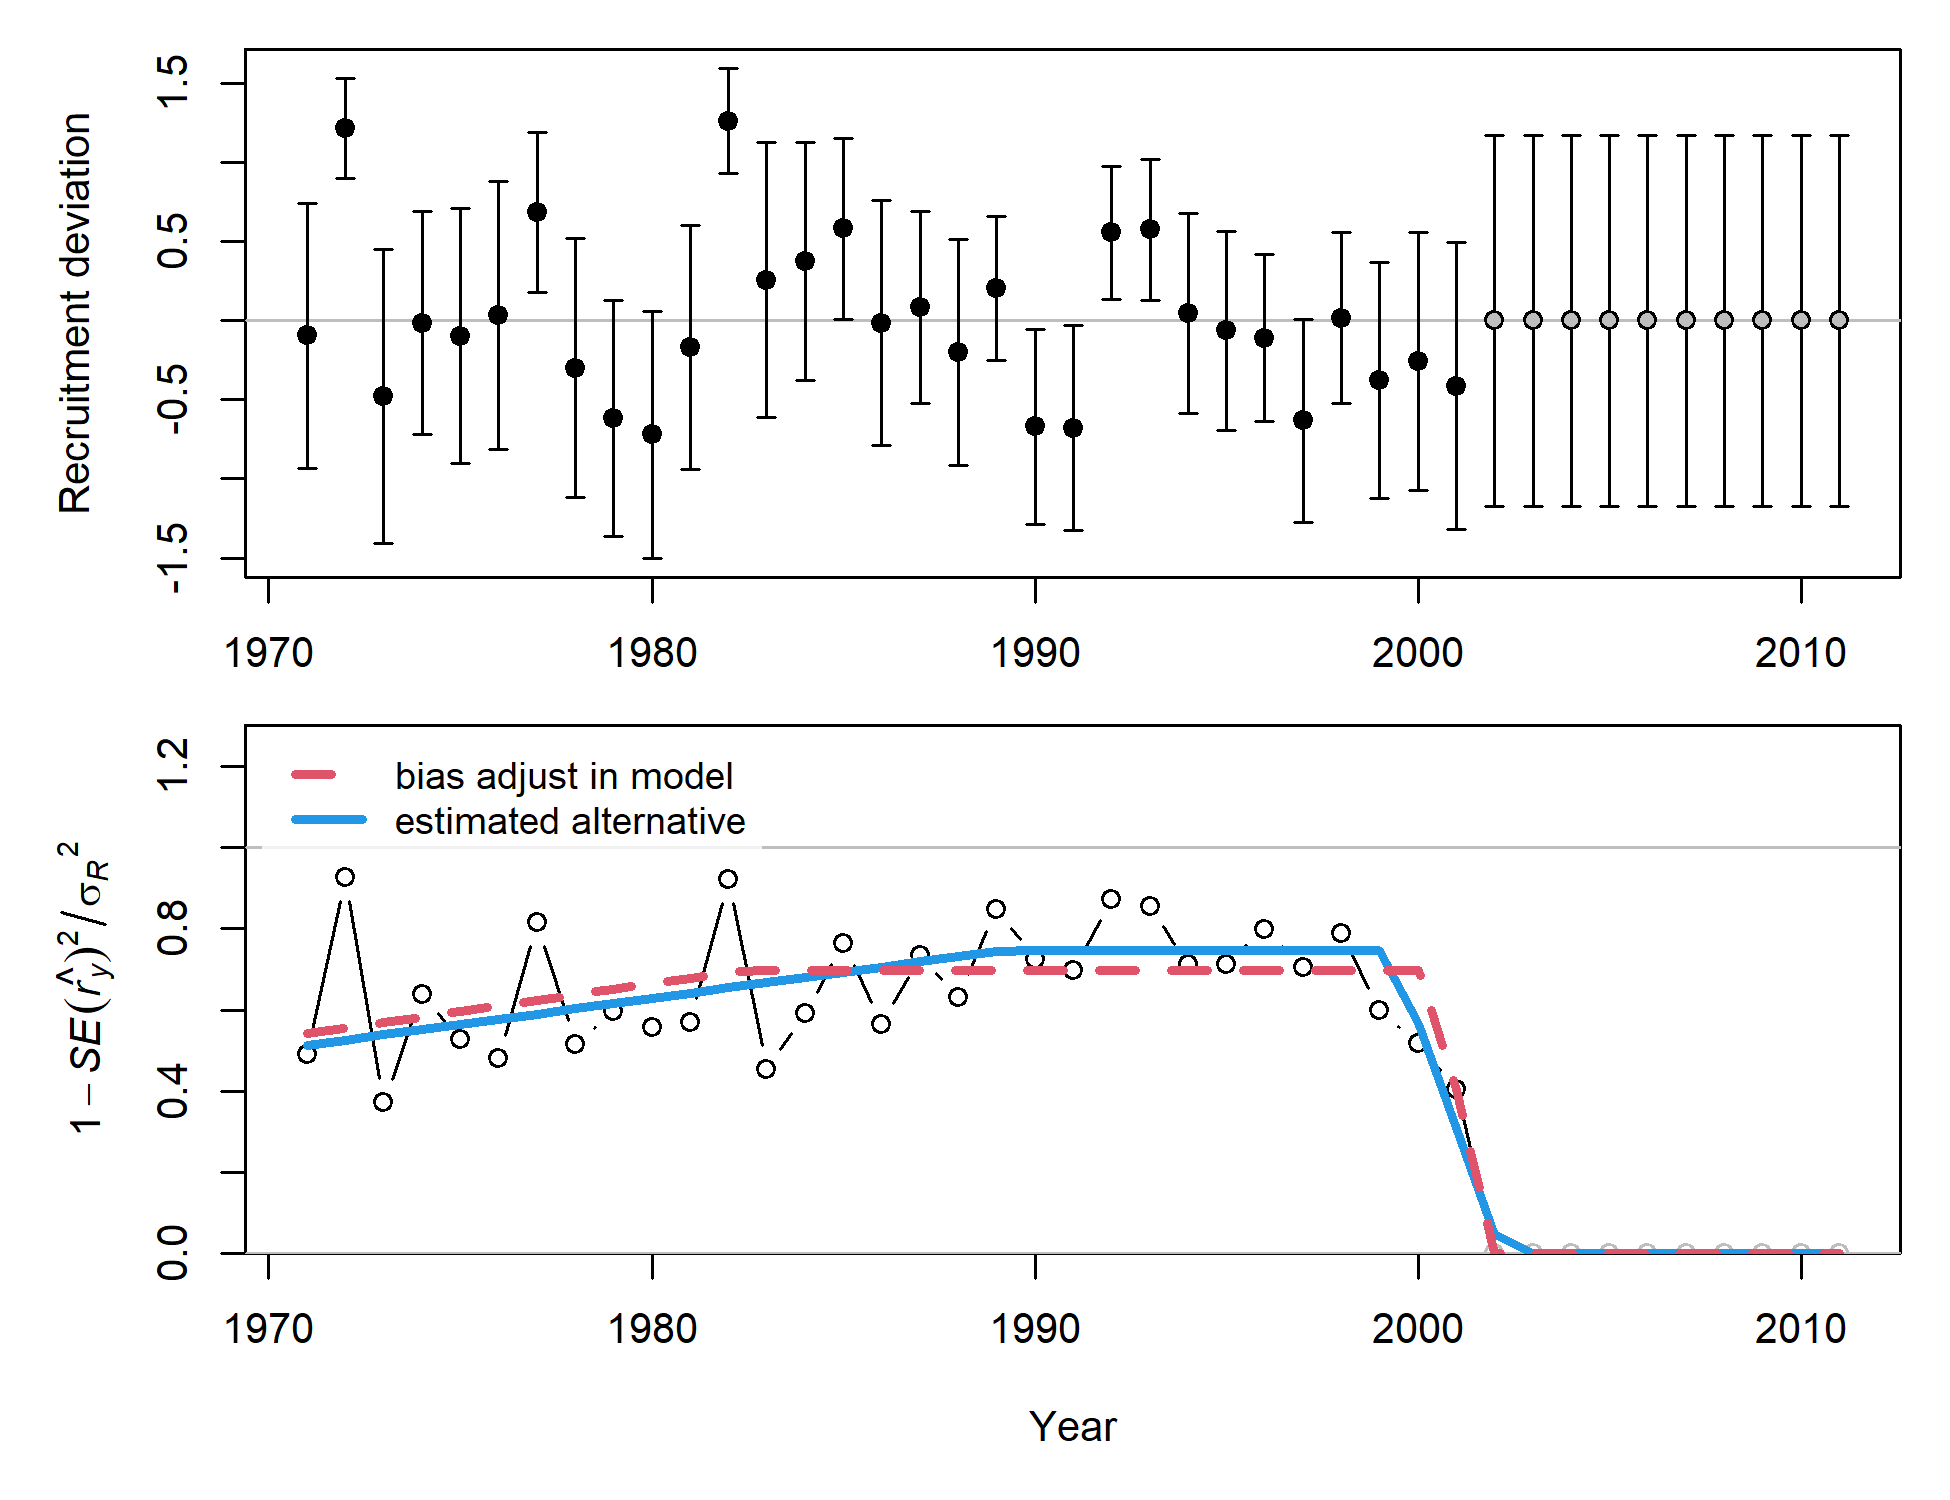 Recruitment deviation
1.5
0.5
-0.5
-1.5
1970 1980 1990 2000 2010
1 − SE(r̂y)² / σR²
1.2
0.8
0.4
0.0
bias adjust in model
estimated alternative
1970 1980 1990 2000 2010
Year